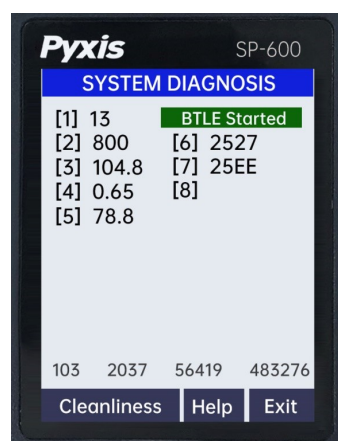 Pyxis SP-600
SYSTEM DIAGNOSIS
[1] 13 BTLE Started
[2] 800 [6] 2527
[3] 104.8 [7] 25EE
[4] 0.65 [8]
[5] 78.8
103 2037 56419 483276
Cleanliness Help Exit